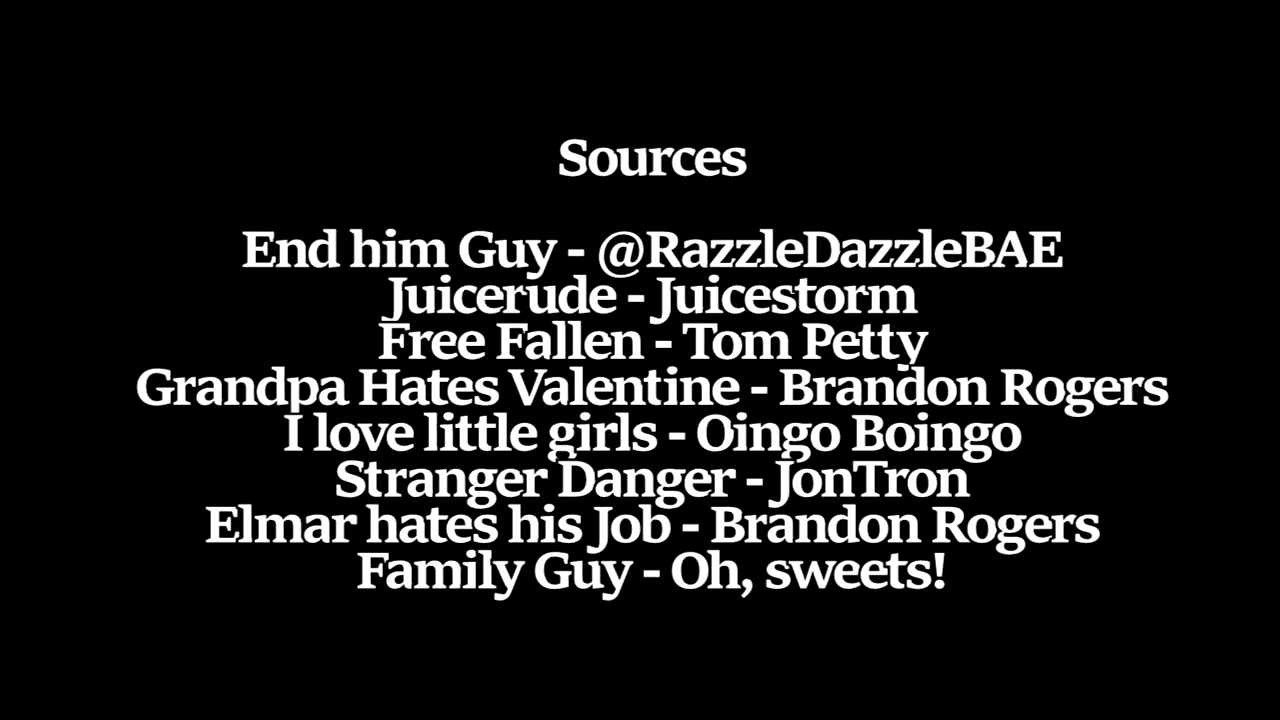 Sources
End him Guy - @RazzleDazzleBAE
Juicerude - Juicestorm
Free Fallen - Tom Petty
Grandpa Hates Valentine - Brandon Rogers
I love little girls - Oingo Boingo
Stranger Danger - JonTron
Elmar hates his Job - Brandon Rogers
Family Guy - Oh, sweets!